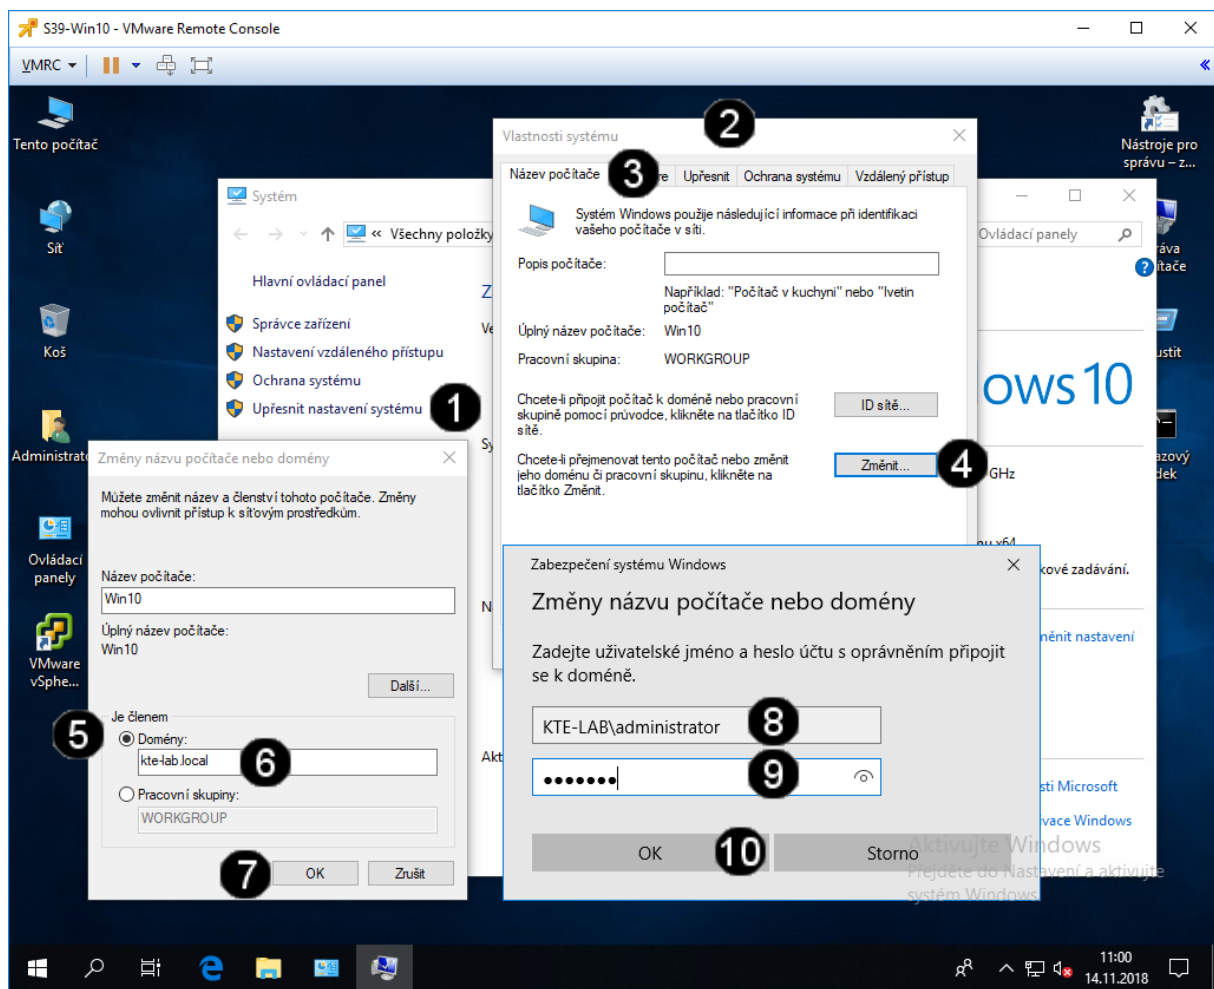 S39-Win10 - VMware Remote Console
VMRC
Tento počítač
Síť
Koš
Ovládací
panely
VMware
vSphe...
Nástroje pro
správu – z...
Systém
Všechny
Ovládací panely
Hlavní ovládací panel
Správce zařízení
Nastavení vzdáleného přístupu
Ochrana systému
Upřesnit nastavení systému
1
GHz
x64
zadávání.
nastavení
Microsoft
Windows
Vlastnosti systému
2
Název počítače
3
Upřesnit
Ochrana systému
Vzdálený přístup
Systém Windows použije následující informace při identifikaci
vašeho počítače v síti.
Popis počítače:
Například: "Počítač v kuchyni" nebo "Ivetin
počítač"
Úplný název počítače:
Win10
Pracovní skupina:
WORKGROUP
Chcete-li připojit počítač k doméně nebo pracovní
skupině pomocí průvodce, klikněte na tlačítko ID
sítě.
ID sítě...
Chcete-li přejmenovat tento počítač nebo změnit
jeho doménu či pracovní skupinu, klikněte na
tlačítko Změnit.
Změnit...
4
Změny názvu počítače nebo domény
Můžete změnit název a členství tohoto počítače. Změny
mohou ovlivnit přístup k síťovým prostředkům.
Název počítače:
Win10
Úplný název počítače:
Win10
Další...
Je členem
5
Domény:
kte-lab.local
6
Pracovní skupiny:
WORKGROUP
7
OK
Zrušit
Zabezpečení systému Windows
Změny názvu počítače nebo domény
Zadejte uživatelské jméno a heslo účtu s oprávněním připojit
se k doméně.
KTE-LAB\administrator
8
9
OK
10
Storno
Aktivujte Windows
Přejděte do Nastavení a aktivujte
systém Windows.
11:00
14.11.2018